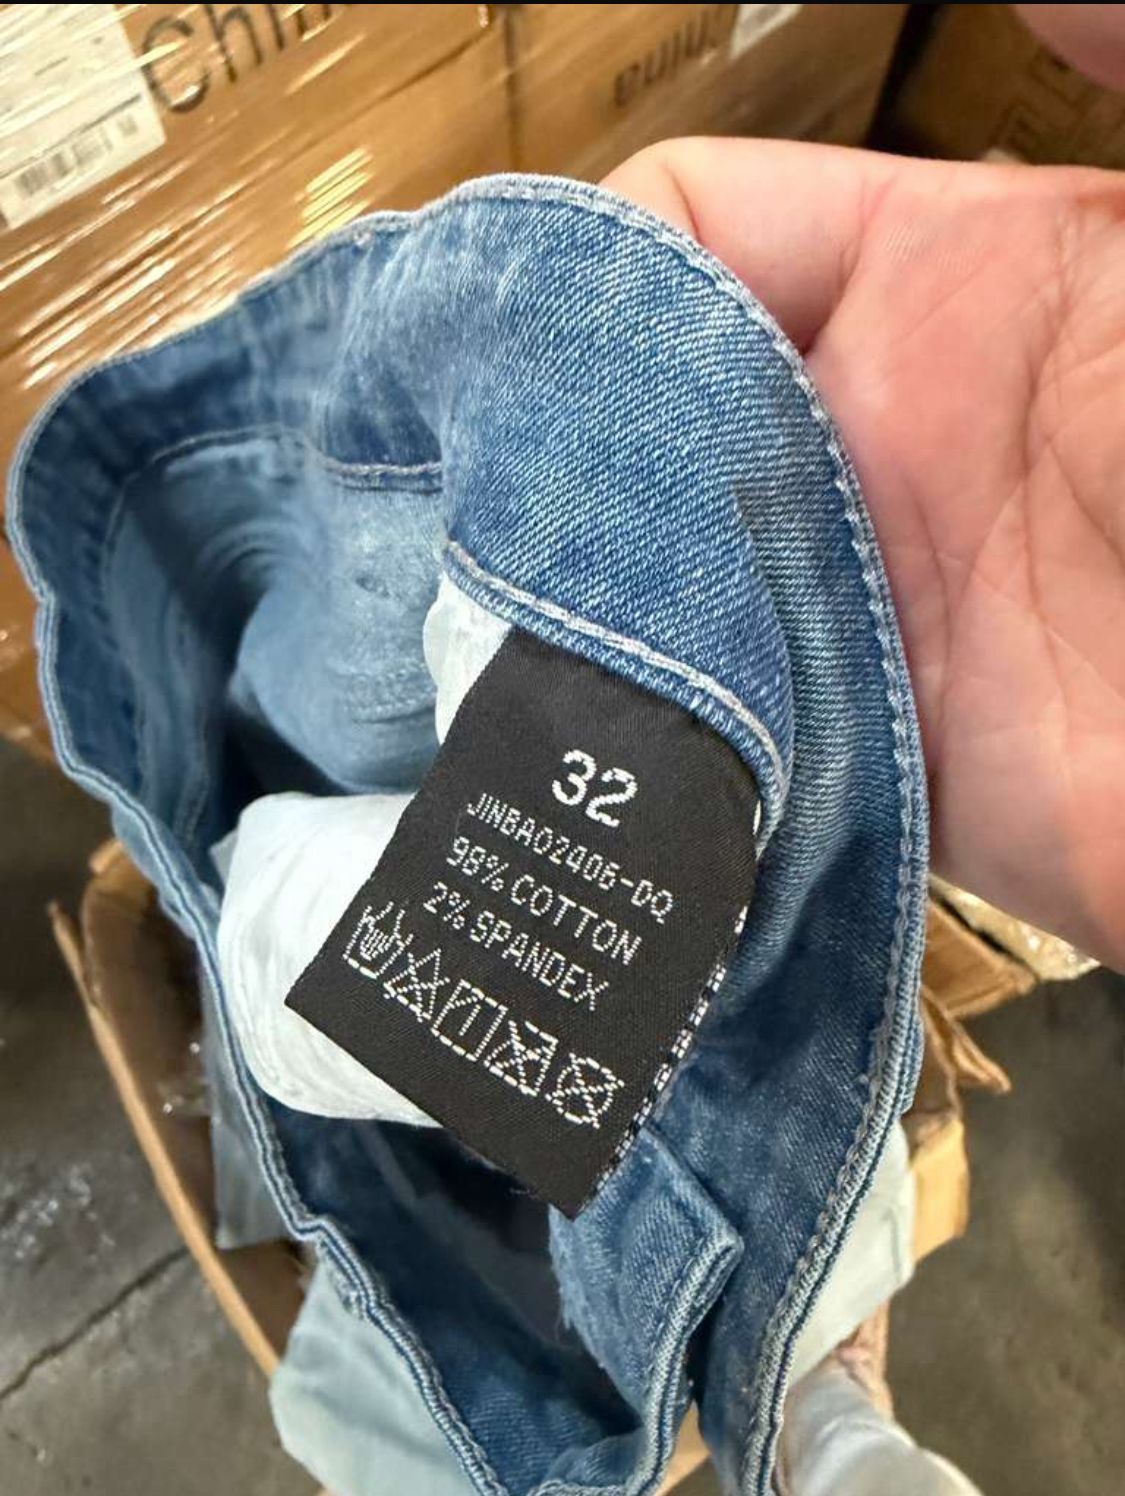 32
JINBAO2406-DQ
98% COTTON
2% SPANDEX